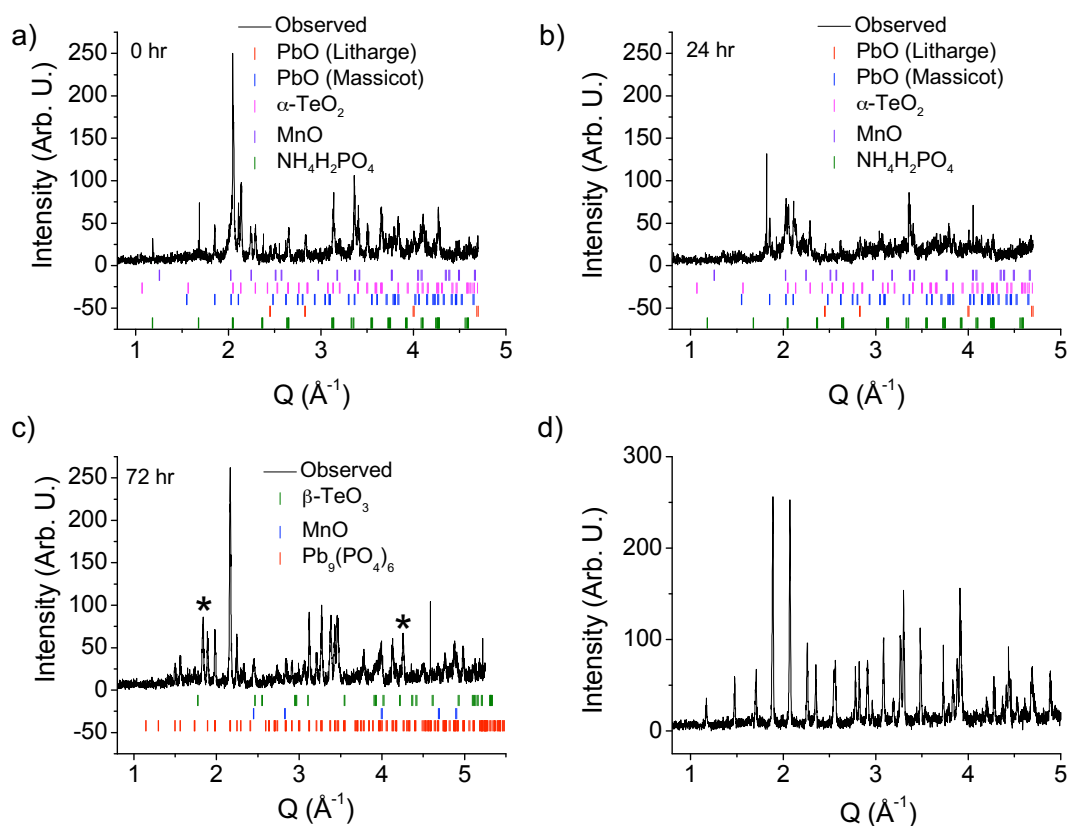 a)
0 hr
Observed
PbO (Litharge)
PbO (Massicot)
α-TeO₂
MnO
NH₄H₂PO₄
250
200
150
100
50
0
-50
Intensity (Arb. U.)
1 2 3 4 5
Q (Å⁻¹)
b)
24 hr
Observed
PbO (Litharge)
PbO (Massicot)
α-TeO₂
MnO
NH₄H₂PO₄
250
200
150
100
50
0
-50
Intensity (Arb. U.)
1 2 3 4 5
Q (Å⁻¹)
c)
72 hr
Observed
β-TeO₃
MnO
Pb₉(PO₄)₆
* *
250
200
150
100
50
0
-50
Intensity (Arb. U.)
1 2 3 4 5
Q (Å⁻¹)
d)
300
200
100
0
Intensity (Arb. U.)
1 2 3 4 5
Q (Å⁻¹)